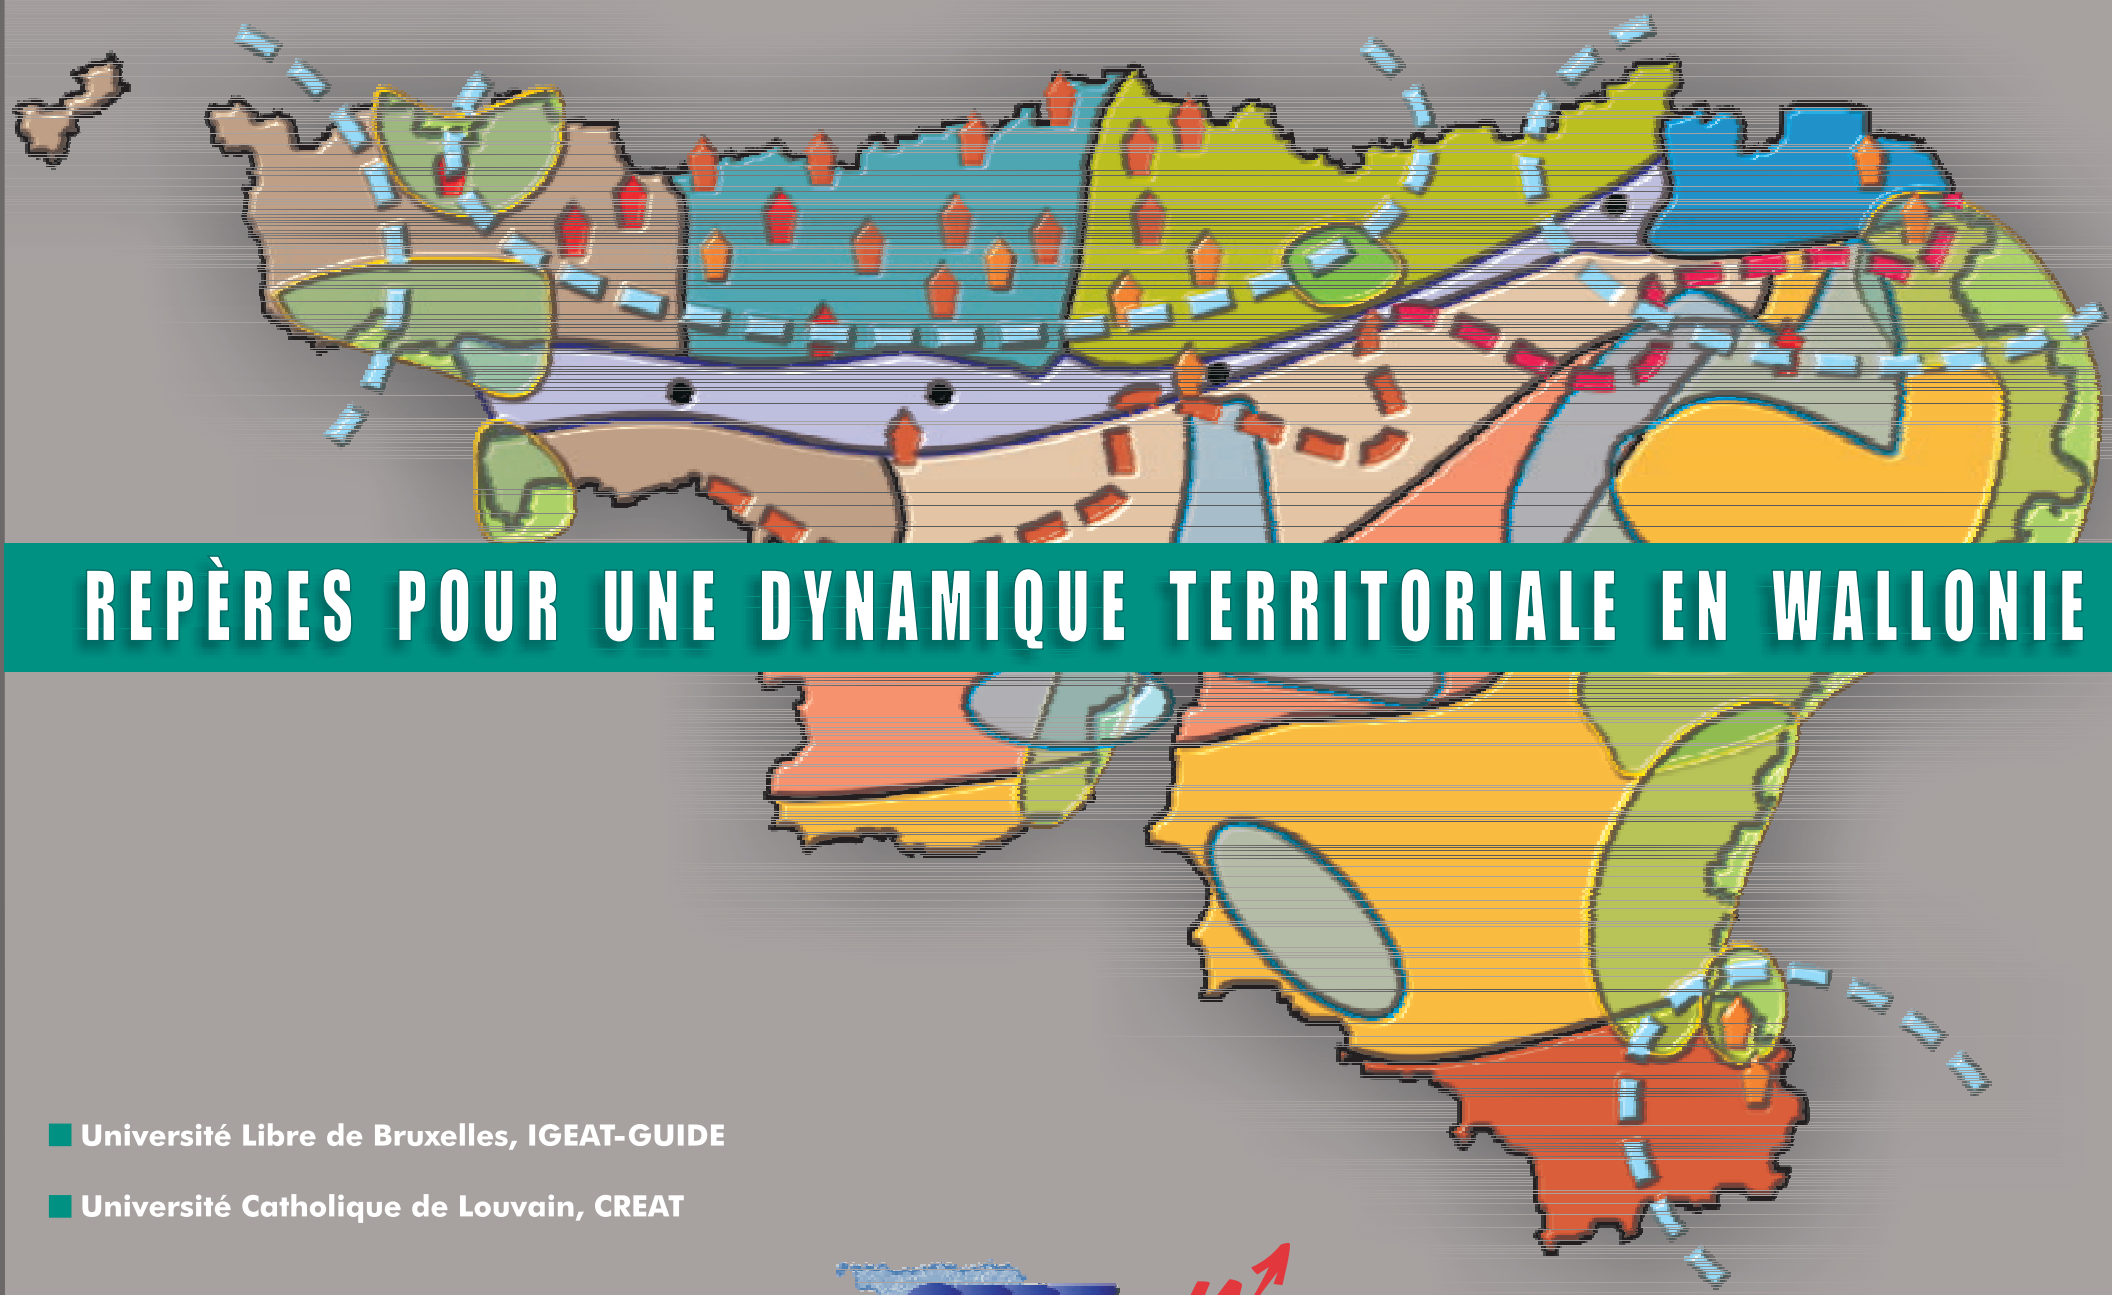 REPÈRES POUR UNE DYNAMIQUE TERRITORIALE EN WALLONIE
Université Libre de Bruxelles, IGEAT-GUIDE
Université Catholique de Louvain, CREAT